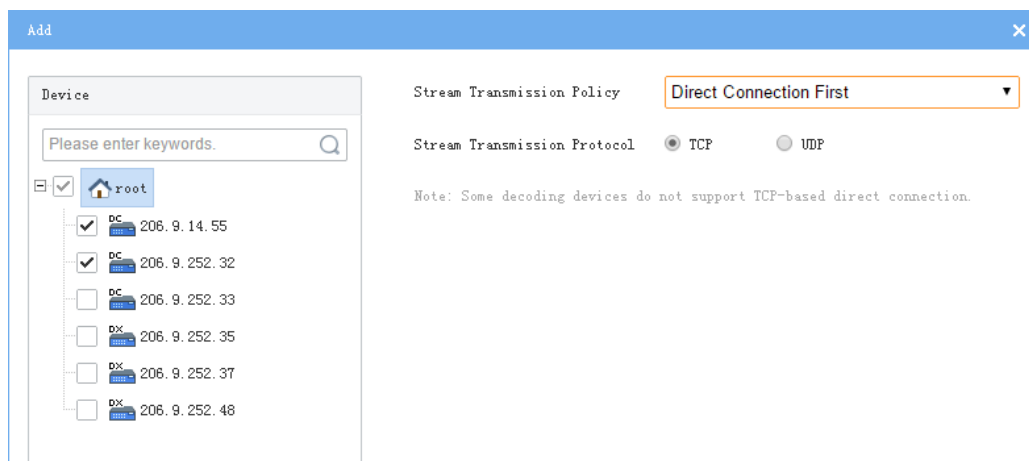 Add
Device
Please enter keywords.
root
DC 206.9.14.55
DC 206.9.252.32
DC 206.9.252.33
DX 206.9.252.35
DX 206.9.252.37
DX 206.9.252.48
Stream Transmission Policy Direct Connection First
Stream Transmission Protocol TCP UDP
Note: Some decoding devices do not support TCP-based direct connection.